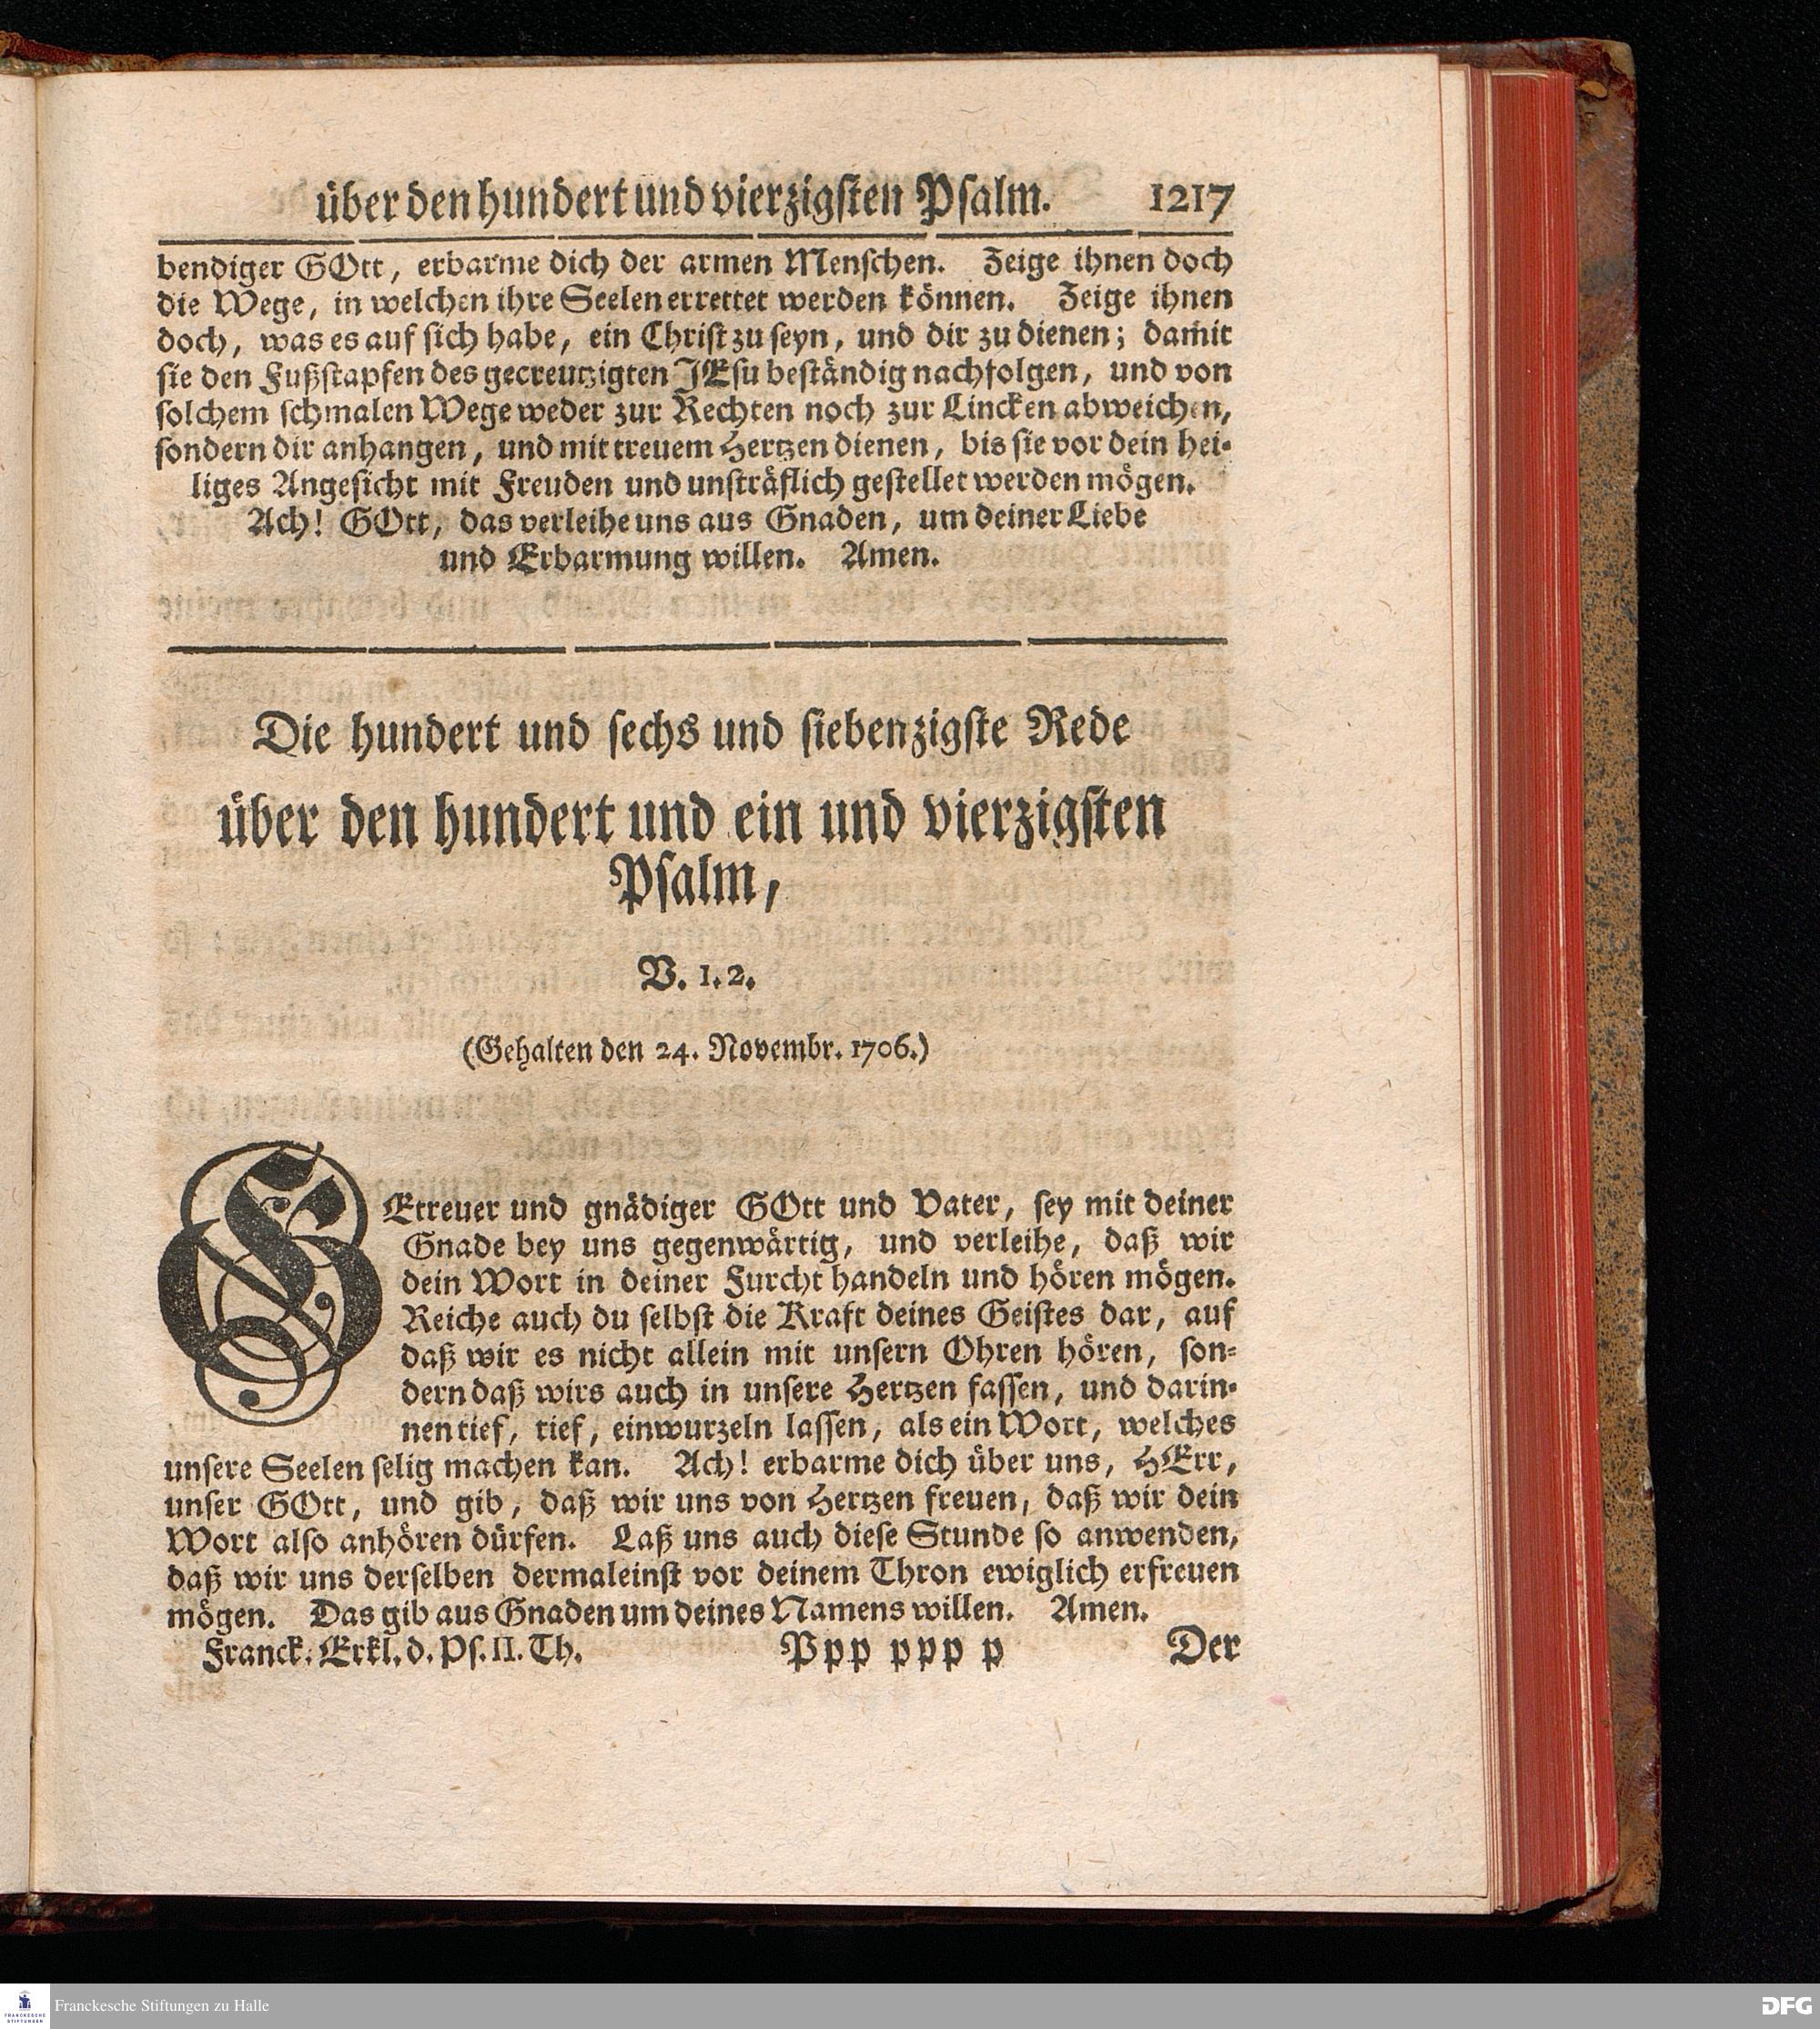 über den hundert und vierzigsten Psalm. 1217
bendiger GOtt, erbarme dich der armen Menschen. Zeige ihnen doch
die Wege, in welchen ihre Seelen errettet werden können. Zeige ihnen
doch, was es auf sich habe, ein Christ zu seyn, und dir zu dienen; damit
sie den Fußstapfen des gecreutzigten JEsu beständig nachfolgen, und von
solchem schmalen Wege weder zur Rechten noch zur Lincken abweichen,
sondern dir anhangen, und mit treuem Hertzen dienen, bis sie vor dein hei-
liges Angesicht mit Freuden und unsträflich gestellet werden mögen.
Ach! GOtt, das verleihe uns aus Gnaden, um deiner Liebe
und Erbarmung willen. Amen.
Die hundert und sechs und siebenzigste Rede
über den hundert und ein und vierzigsten
Psalm,
V. 1. 2.
(Gehalten den 24. Novembr. 1706.)
GEtreuer und gnädiger GOtt und Vater, sey mit deiner
Gnade bey uns gegenwärtig, und verleihe, daß wir
dein Wort in deiner Furcht handeln und hören mögen.
Reiche auch du selbst die Kraft deines Geistes dar, auf
daß wir es nicht allein mit unsern Ohren hören, son-
dern daß wirs auch in unsere Hertzen fassen, und darin-
nen tief, tief, einwurzeln lassen, als ein Wort, welches
unsere Seelen selig machen kan. Ach! erbarme dich über uns, HErr,
unser GOtt, und gib, daß wir uns von Hertzen freuen, daß wir dein
Wort also anhören dürfen. Laß uns auch diese Stunde so anwenden,
daß wir uns derselben dermaleinst vor deinem Thron ewiglich erfreuen
mögen. Das gib aus Gnaden um deines Namens willen. Amen.
Franck. Erkl. d. Ps. II. Th. Ppp ppp p Der
FRANCKESCHE STIFTUNGEN
Franckesche Stiftungen zu Halle
DFG